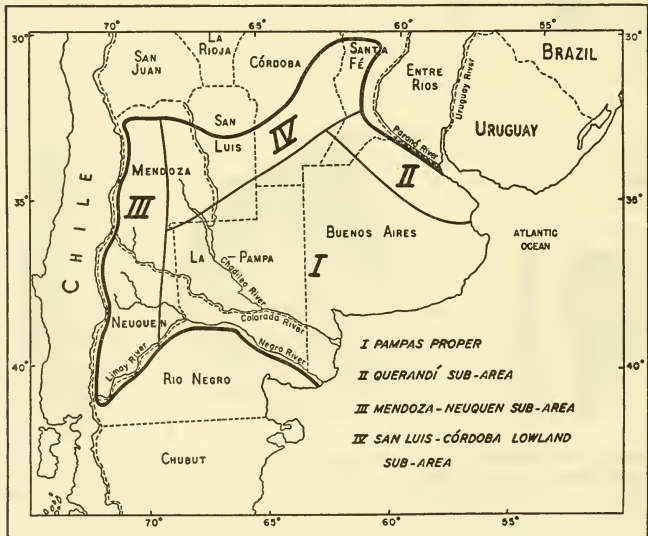 70° 65° 60° 55°
30° 30°
SAN JUAN
LA RIOJA
CÓRDOBA
SANTA FÉ
ENTRE RIOS
BRAZIL
Uruguay River
URUGUAY
SAN LUIS
IV
Paraná River
II
MENDOZA
III
CHILE
35° 35°
BUENOS AIRES
ATLANTIC OCEAN
LA PAMPA
I
Chadileo River
Colorada River
NEUQUEN
Negro River
Limay River
40° 40°
RIO NEGRO
CHUBUT
I PAMPAS PROPER
II QUERANDÍ SUB-AREA
III MENDOZA-NEUQUEN SUB-AREA
IV SAN LUIS-CÓRDOBA LOWLAND
SUB-AREA
70° 65° 60° 55°